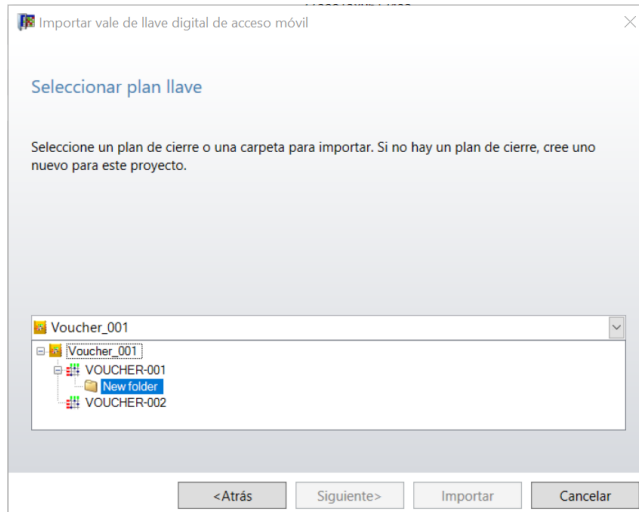 Importar vale de llave digital de acceso móvil
Seleccionar plan llave
Seleccione un plan de cierre o una carpeta para importar. Si no hay un plan de cierre, cree uno
nuevo para este proyecto.
Voucher_001
Voucher_001
VOUCHER-001
New folder
VOUCHER-002
<Atrás
Siguiente>
Importar
Cancelar